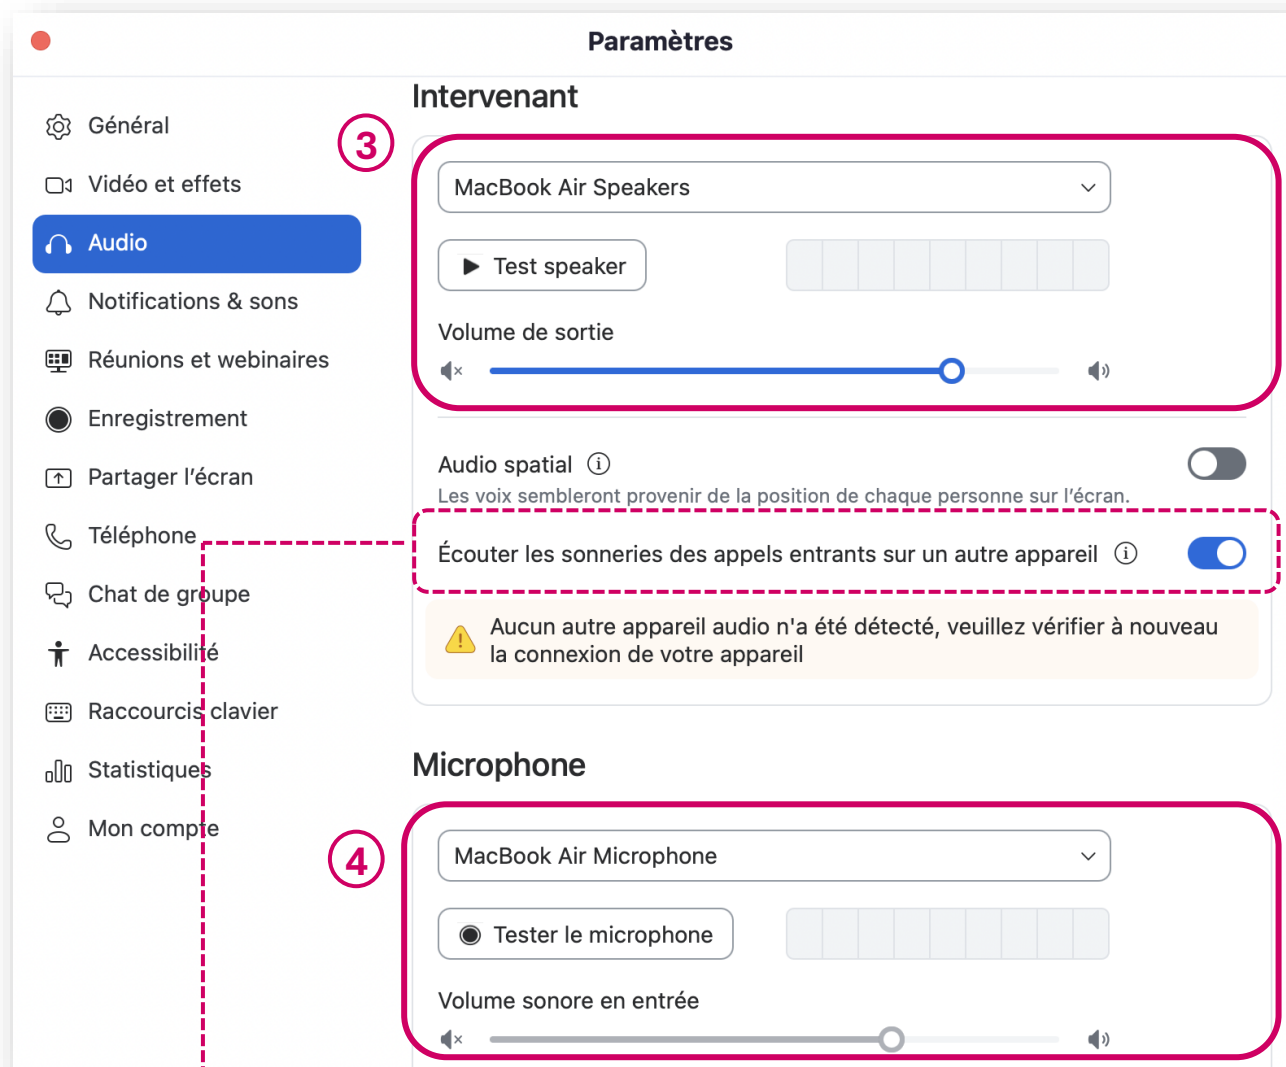 Paramètres
Général
Vidéo et effets
Audio
Notifications & sons
Réunions et webinaires
Enregistrement
Partager l’écran
Téléphone
Chat de groupe
Accessibilité
Raccourcis clavier
Statistiques
Mon compte
Intervenant
3
MacBook Air Speakers
Test speaker
Volume de sortie
Audio spatial
Les voix sembleront provenir de la position de chaque personne sur l’écran.
Écouter les sonneries des appels entrants sur un autre appareil
Aucun autre appareil audio n'a été détecté, veuillez vérifier à nouveau
la connexion de votre appareil
Microphone
4
MacBook Air Microphone
Tester le microphone
Volume sonore en entrée